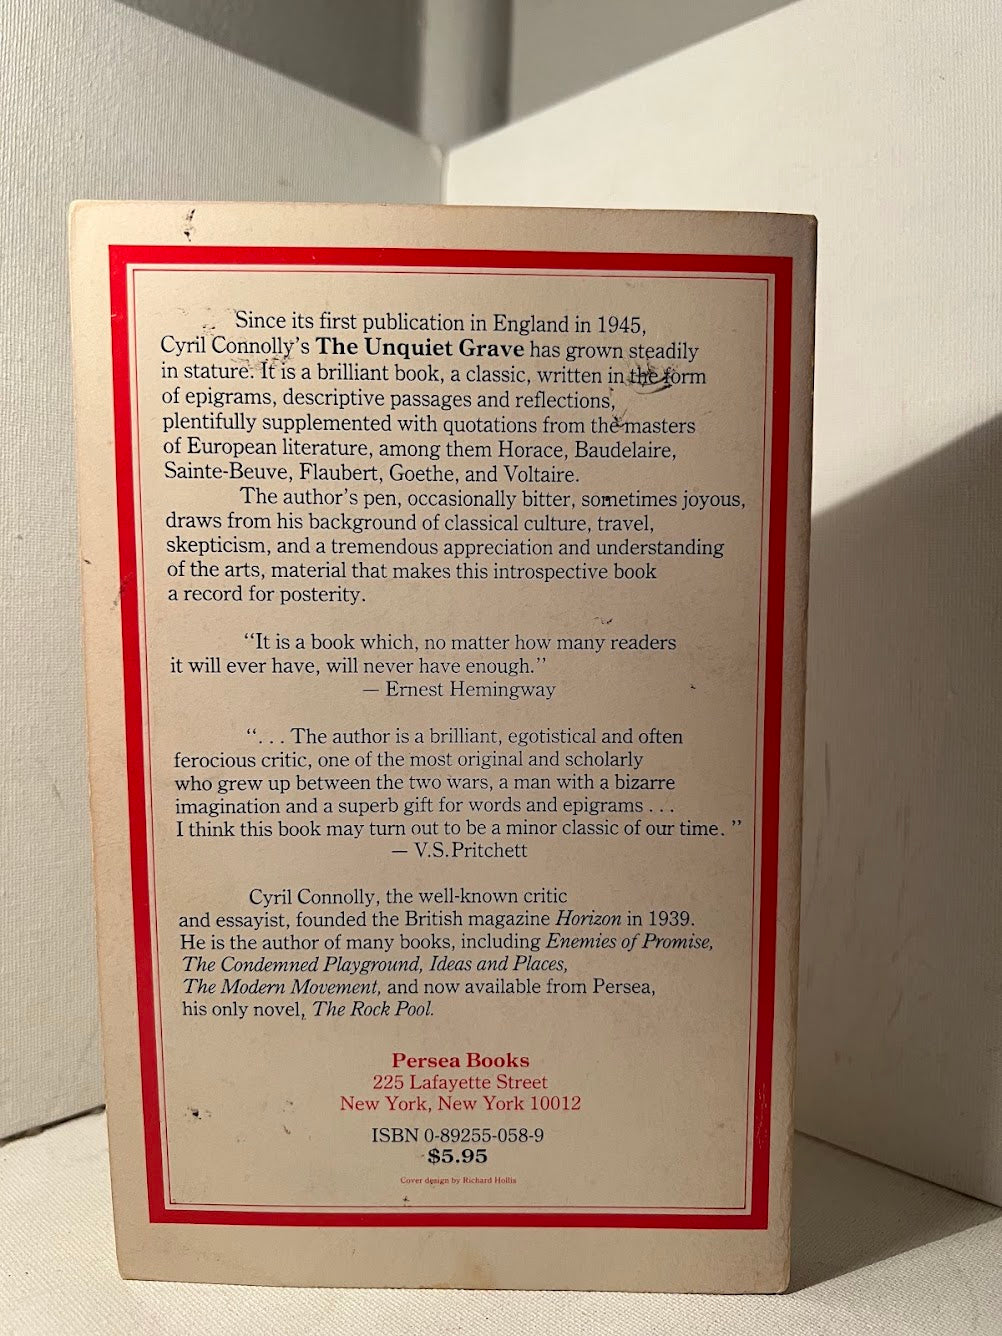 Since its first publication in England in 1945,
Cyril Connolly's The Unquiet Grave has grown steadily
in stature. It is a brilliant book, a classic, written in the form
of epigrams, descriptive passages and reflections,
plentifully supplemented with quotations from the masters
of European literature, among them Horace, Baudelaire,
Sainte-Beuve, Flaubert, Goethe, and Voltaire.
The author's pen, occasionally bitter, sometimes joyous,
draws from his background of classical culture, travel,
skepticism, and a tremendous appreciation and understanding
of the arts, material that makes this introspective book
a record for posterity.
“It is a book which, no matter how many readers
it will ever have, will never have enough.”
— Ernest Hemingway
“. . . The author is a brilliant, egotistical and often
ferocious critic, one of the most original and scholarly
who grew up between the two wars, a man with a bizarre
imagination and a superb gift for words and epigrams . . .
I think this book may turn out to be a minor classic of our time. ”
— V.S.Pritchett
Cyril Connolly, the well-known critic
and essayist, founded the British magazine Horizon in 1939.
He is the author of many books, including Enemies of Promise,
The Condemned Playground, Ideas and Places,
The Modern Movement, and now available from Persea,
his only novel, The Rock Pool.
Persea Books
225 Lafayette Street
New York, New York 10012
ISBN 0-89255-058-9
$5.95
Cover design by Richard Hollis